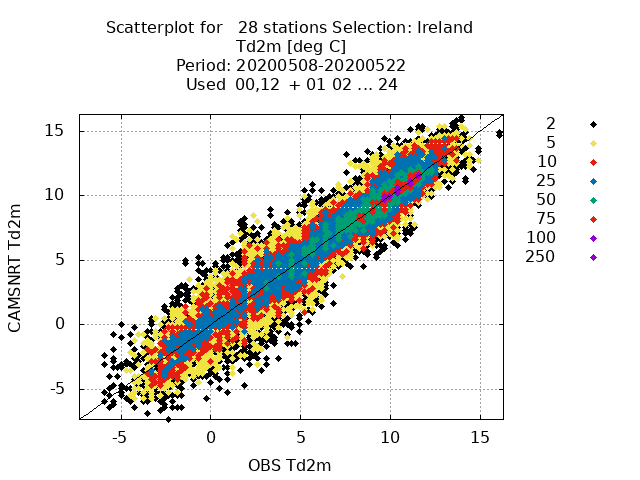 Scatterplot for 28 stations Selection: Ireland
Td2m [deg C]
Period: 20200508-20200522
Used 00,12 + 01 02 ... 24
15
10
5
0
-5
CAMSNRT Td2m
-5 0 5 10 15
OBS Td2m
2
5
10
25
50
75
100
250